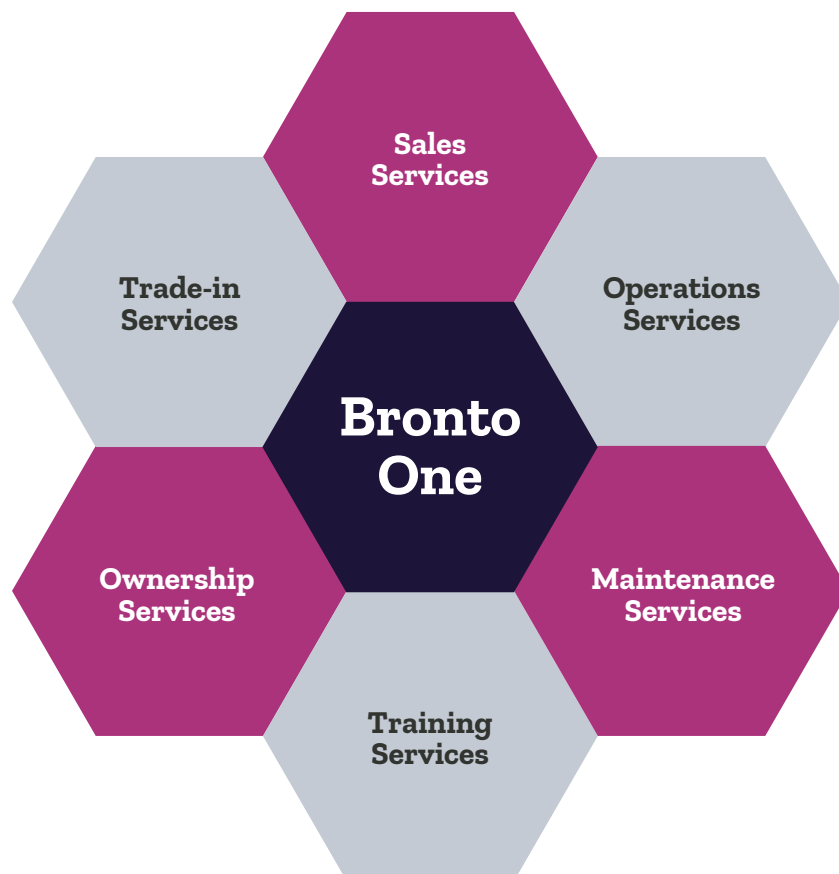 Sales
Services
Trade-in
Services
Operations
Services
Bronto
One
Ownership
Services
Maintenance
Services
Training
Services